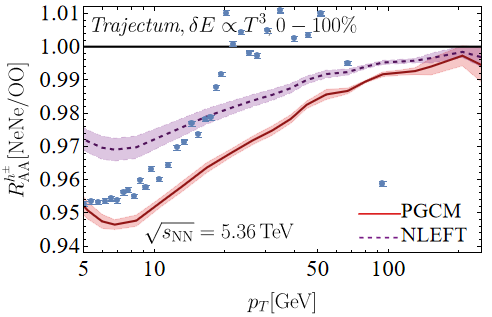 Trajectum, δE ∝ T³, 0 − 100%
1.01
1.00
0.99
0.98
0.97
0.96
0.95
0.94
R_AA^h± [NeNe/OO]
√s_NN = 5.36 TeV
PGCM
NLEFT
5
10
50
100
p_T[GeV]